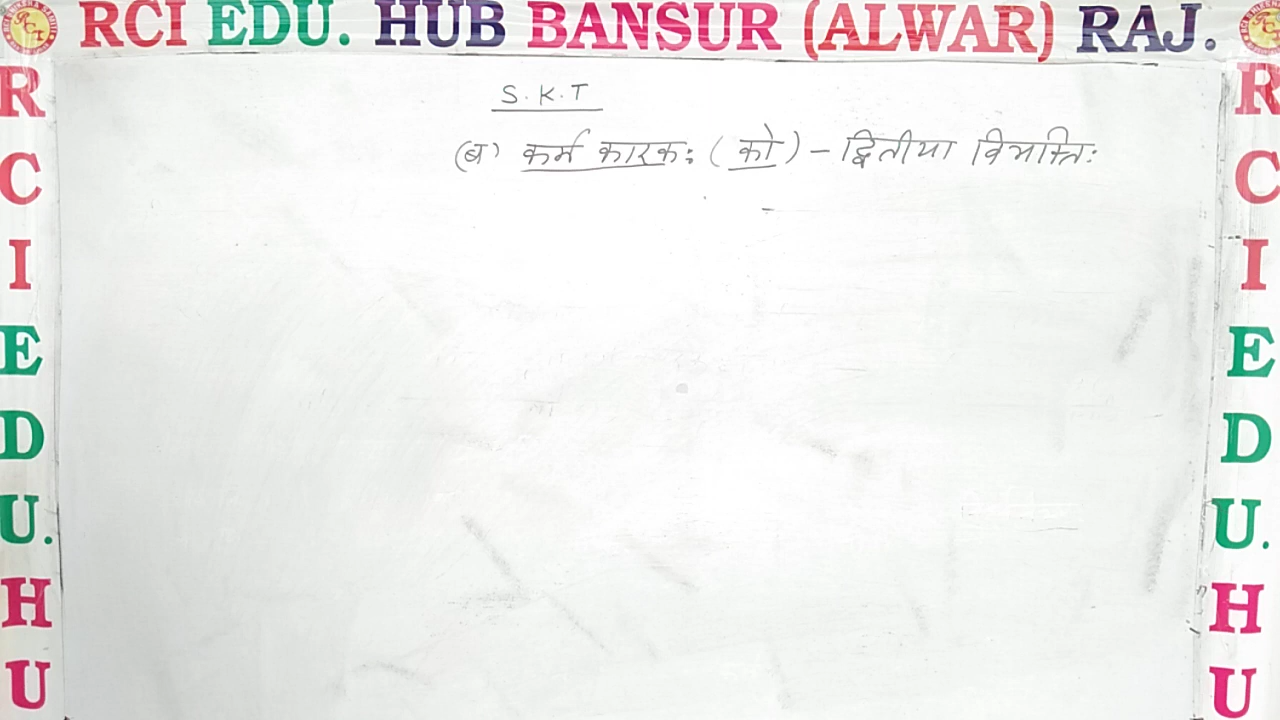 RCI EDU. HUB BANSUR (ALWAR) RAJ.
S.K.T
(ब) कर्म कारक: (को) - द्वितीया विभक्ति:
R
C
I
E
D
U.
H
U
R
C
I
E
D
U.
H
U